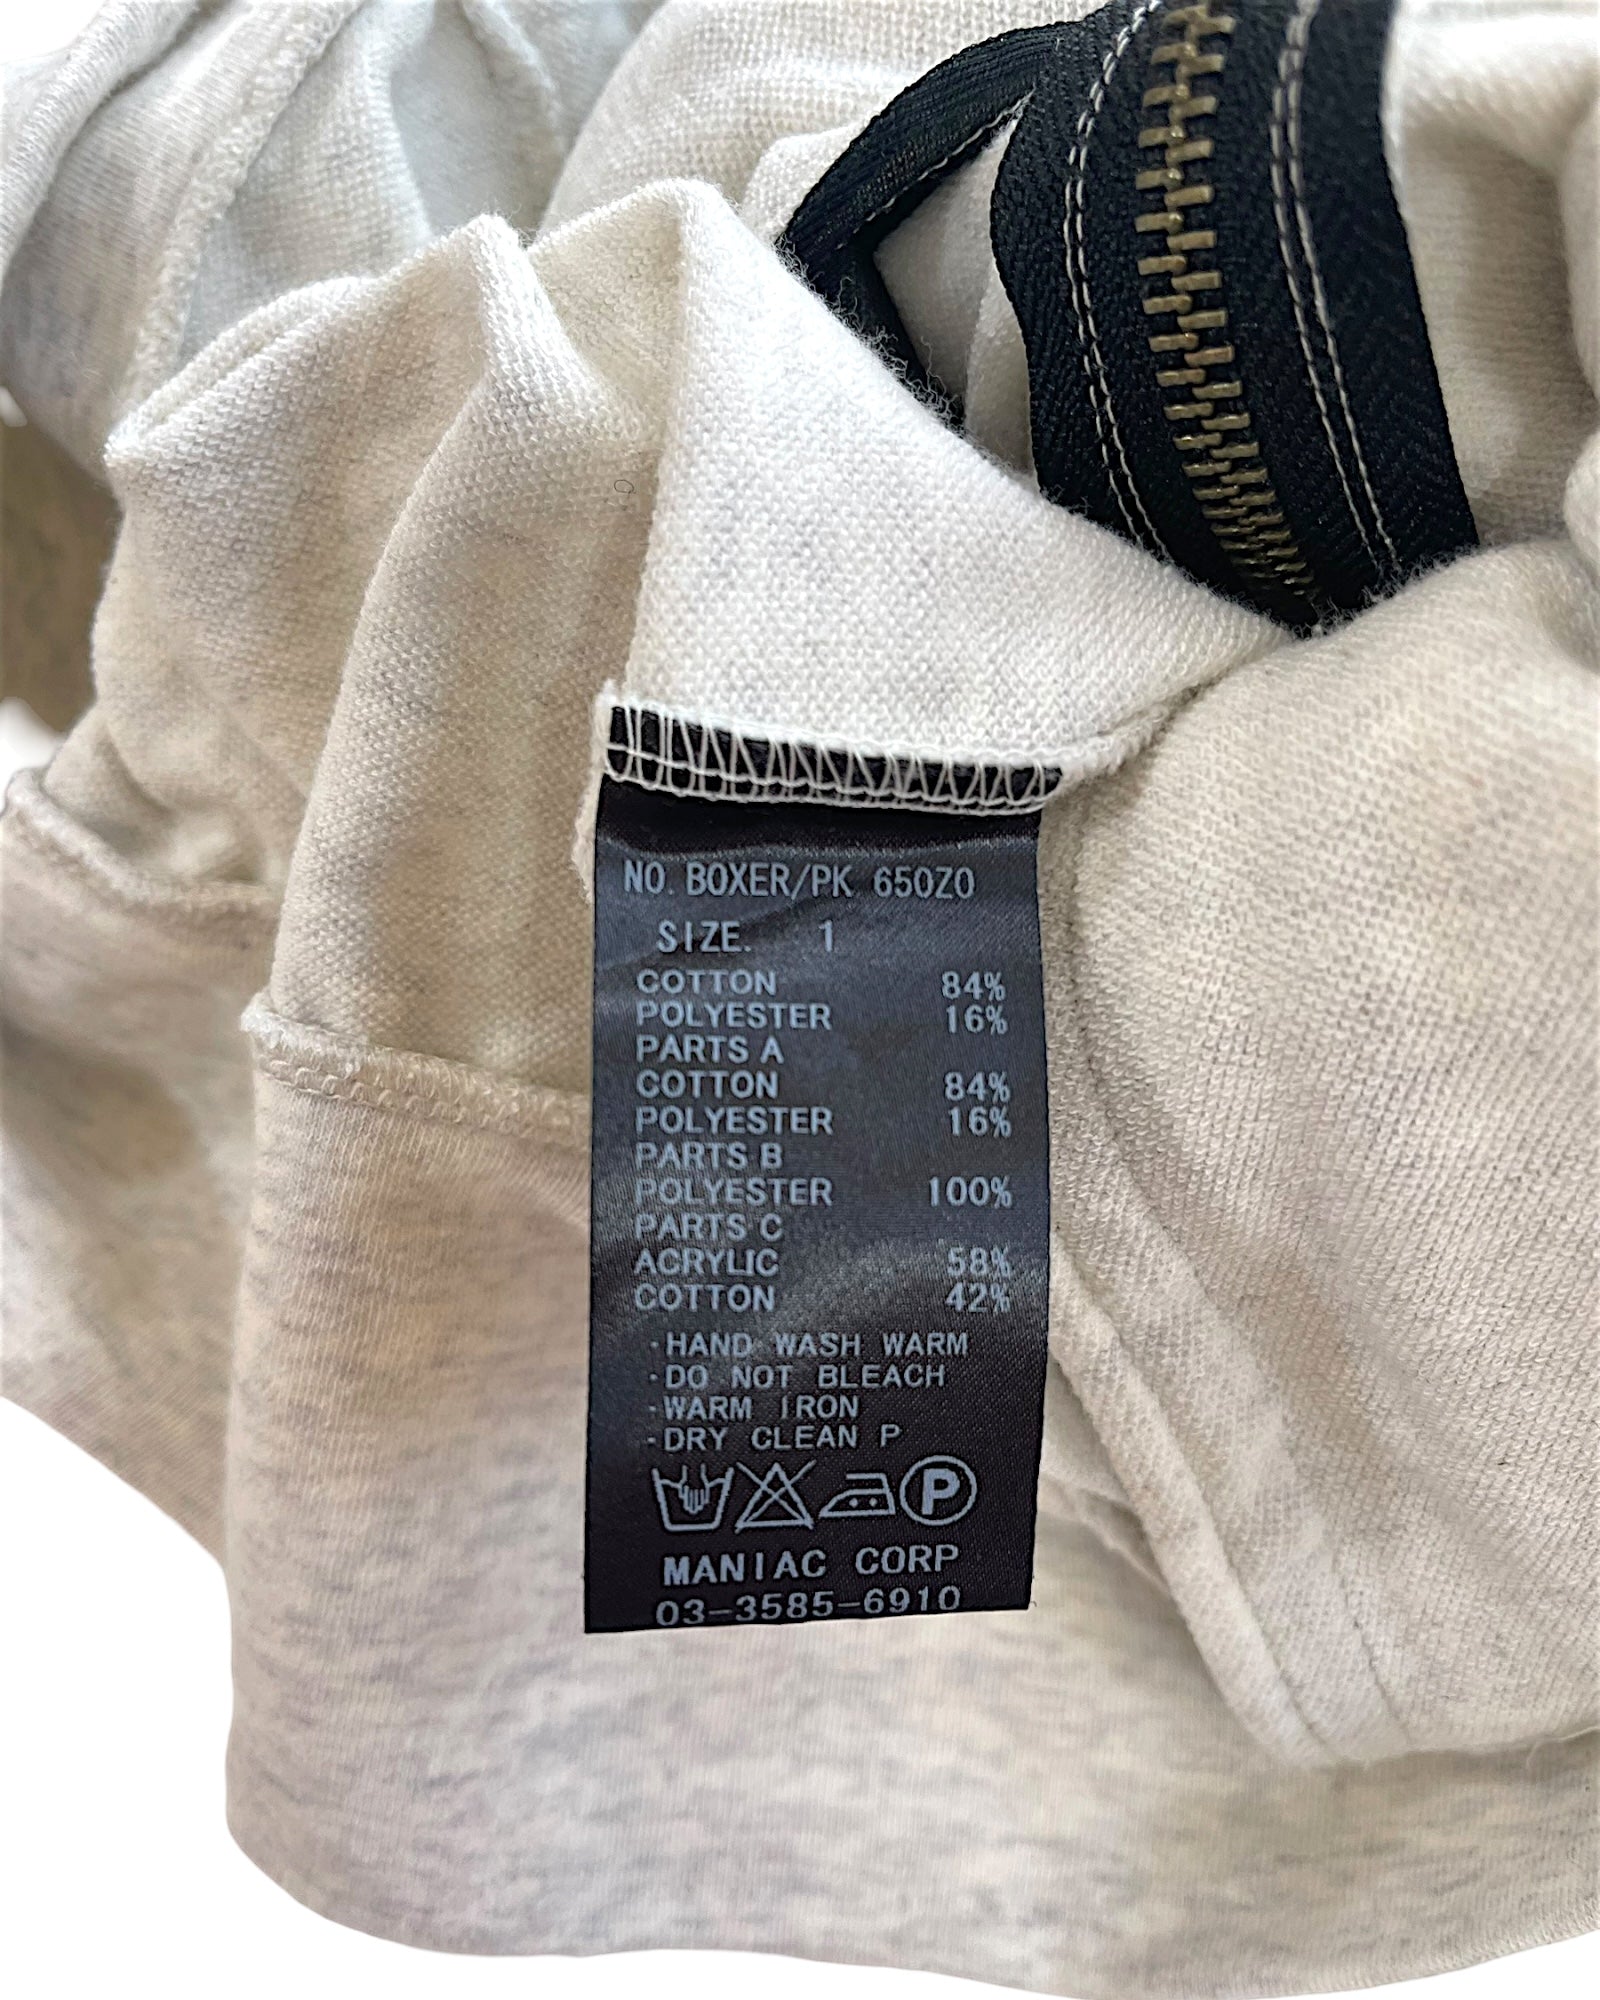 NO. BOXER/PK 650Z0
SIZE. 1
COTTON 84%
POLYESTER 16%
PARTS A
COTTON 84%
POLYESTER 16%
PARTS B
POLYESTER 100%
PARTS C
ACRYLIC 58%
COTTON 42%
·HAND WASH WARM
·DO NOT BLEACH
·WARM IRON
·DRY CLEAN P
P
MANIAC CORP
03-3585-6910